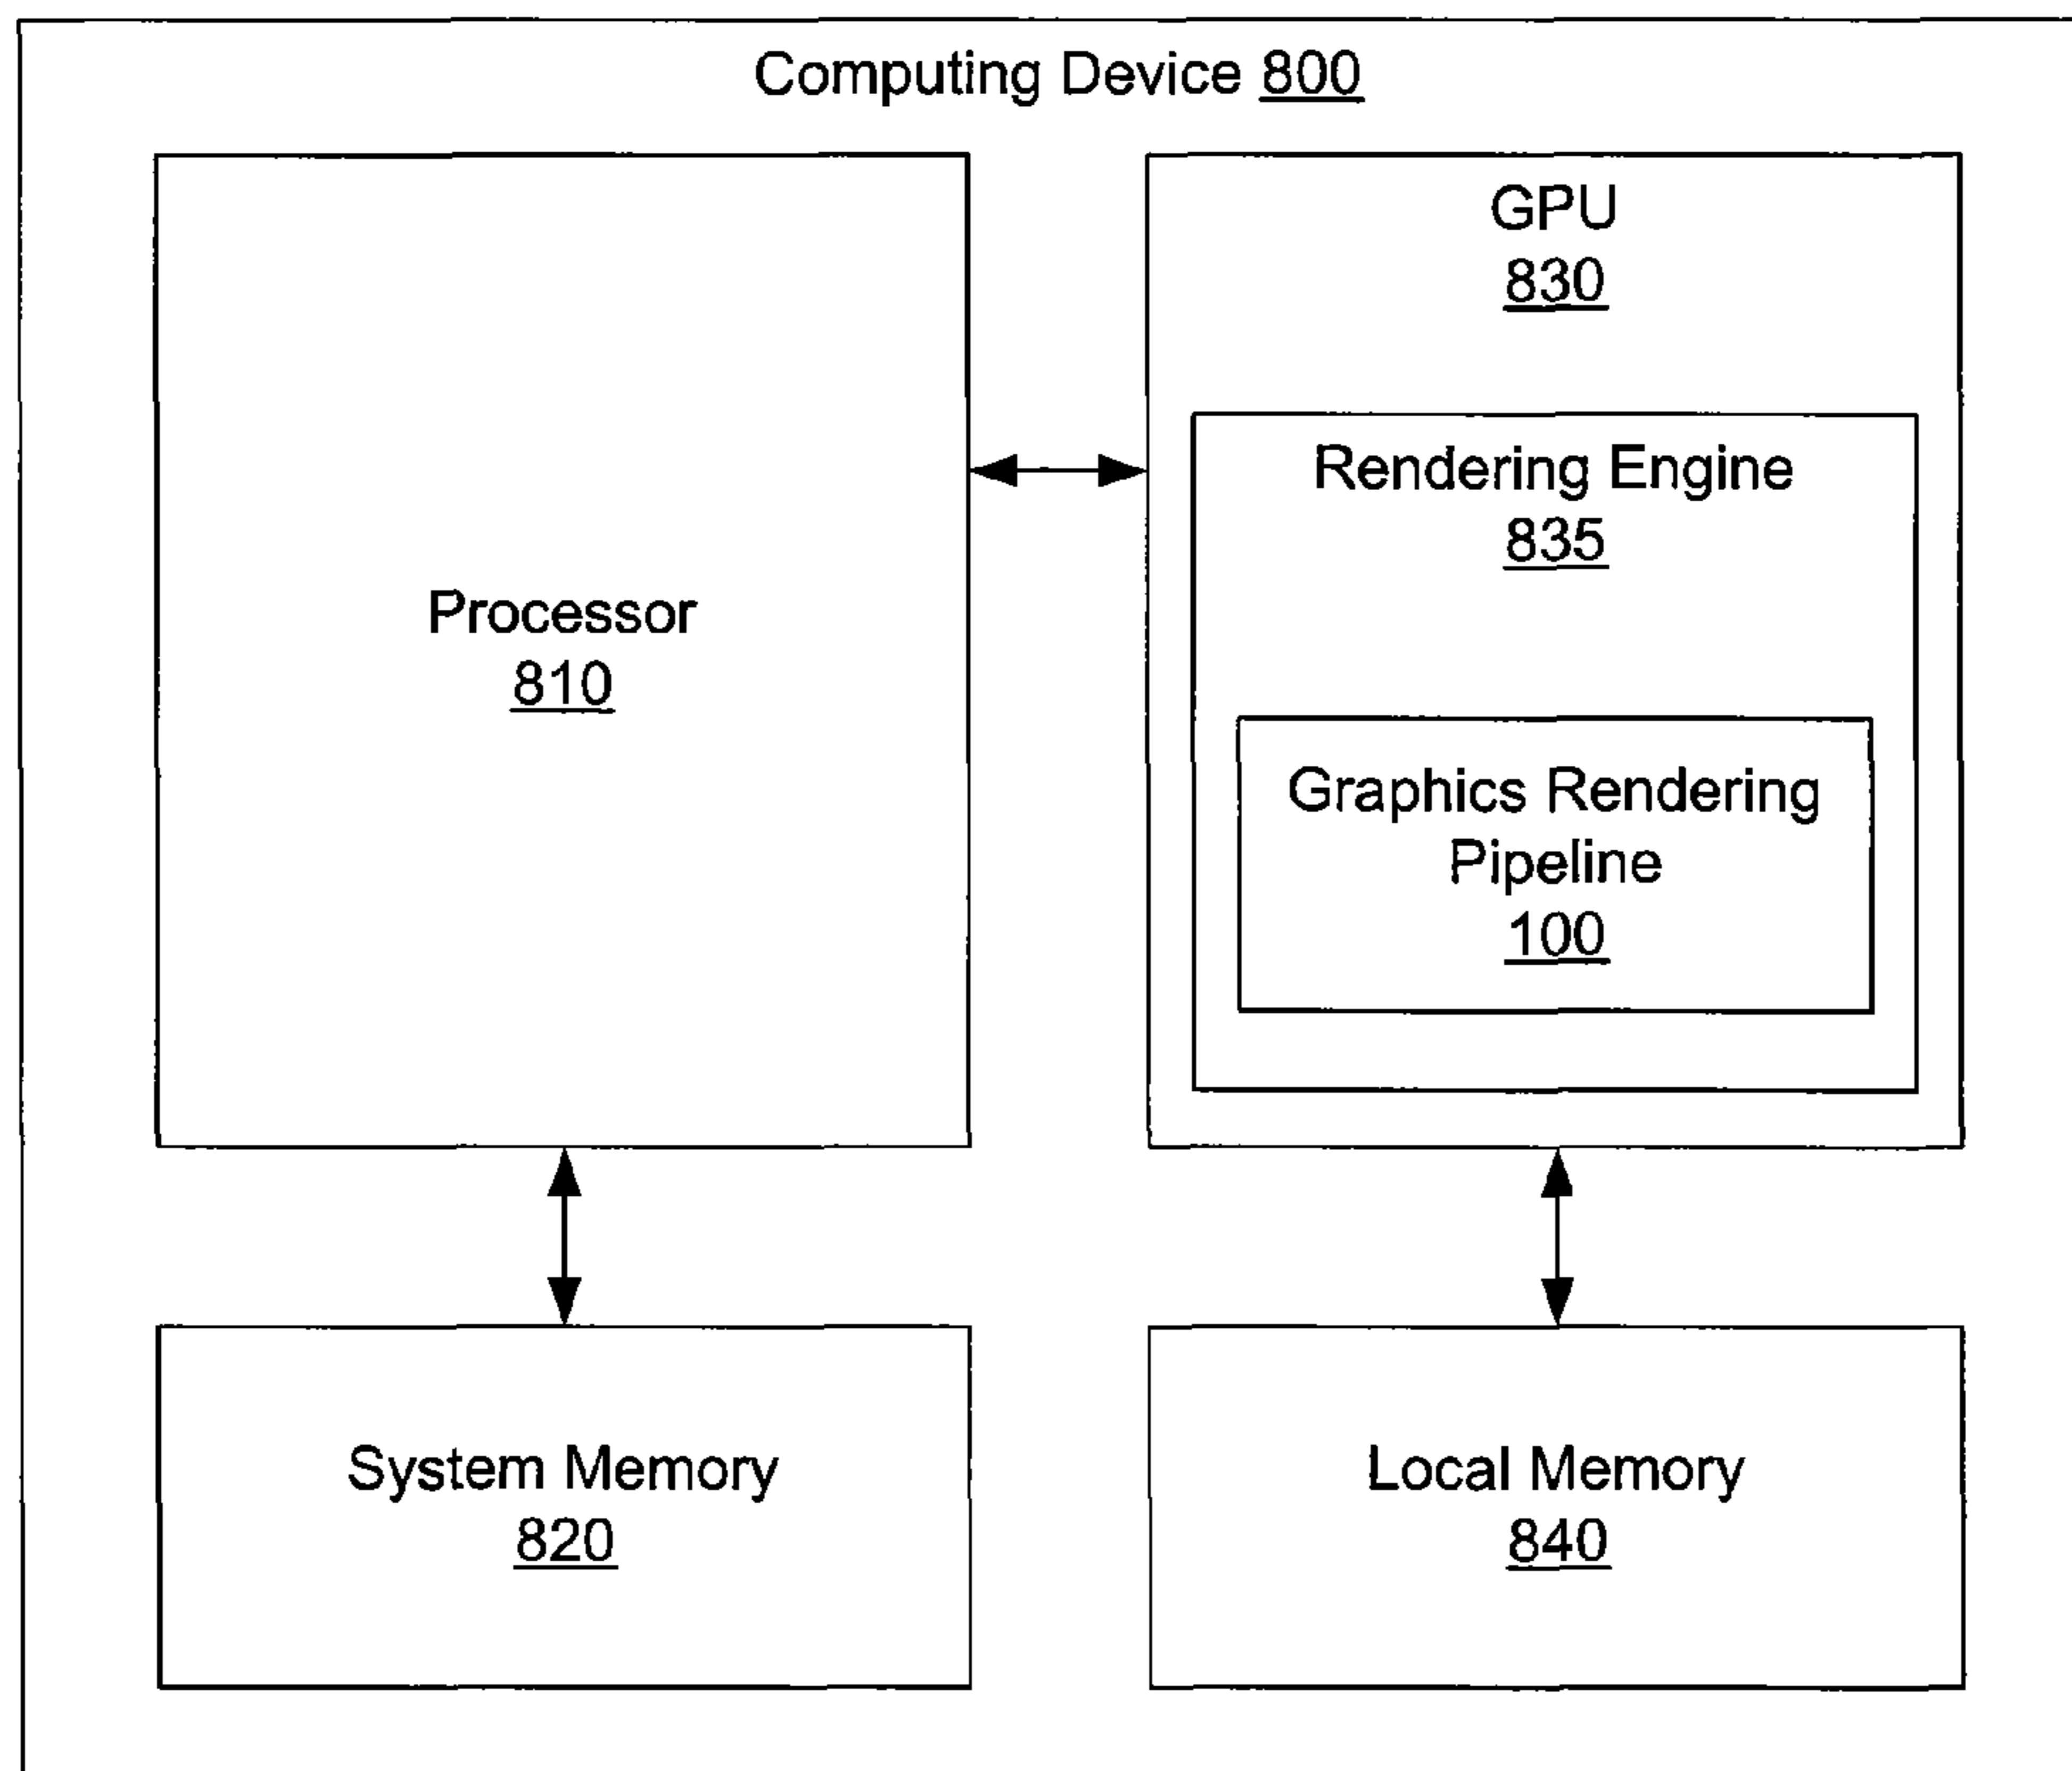 Computing Device 800
GPU
830
Rendering Engine
835
Processor
810
Graphics Rendering
Pipeline
100
System Memory
820
Local Memory
840